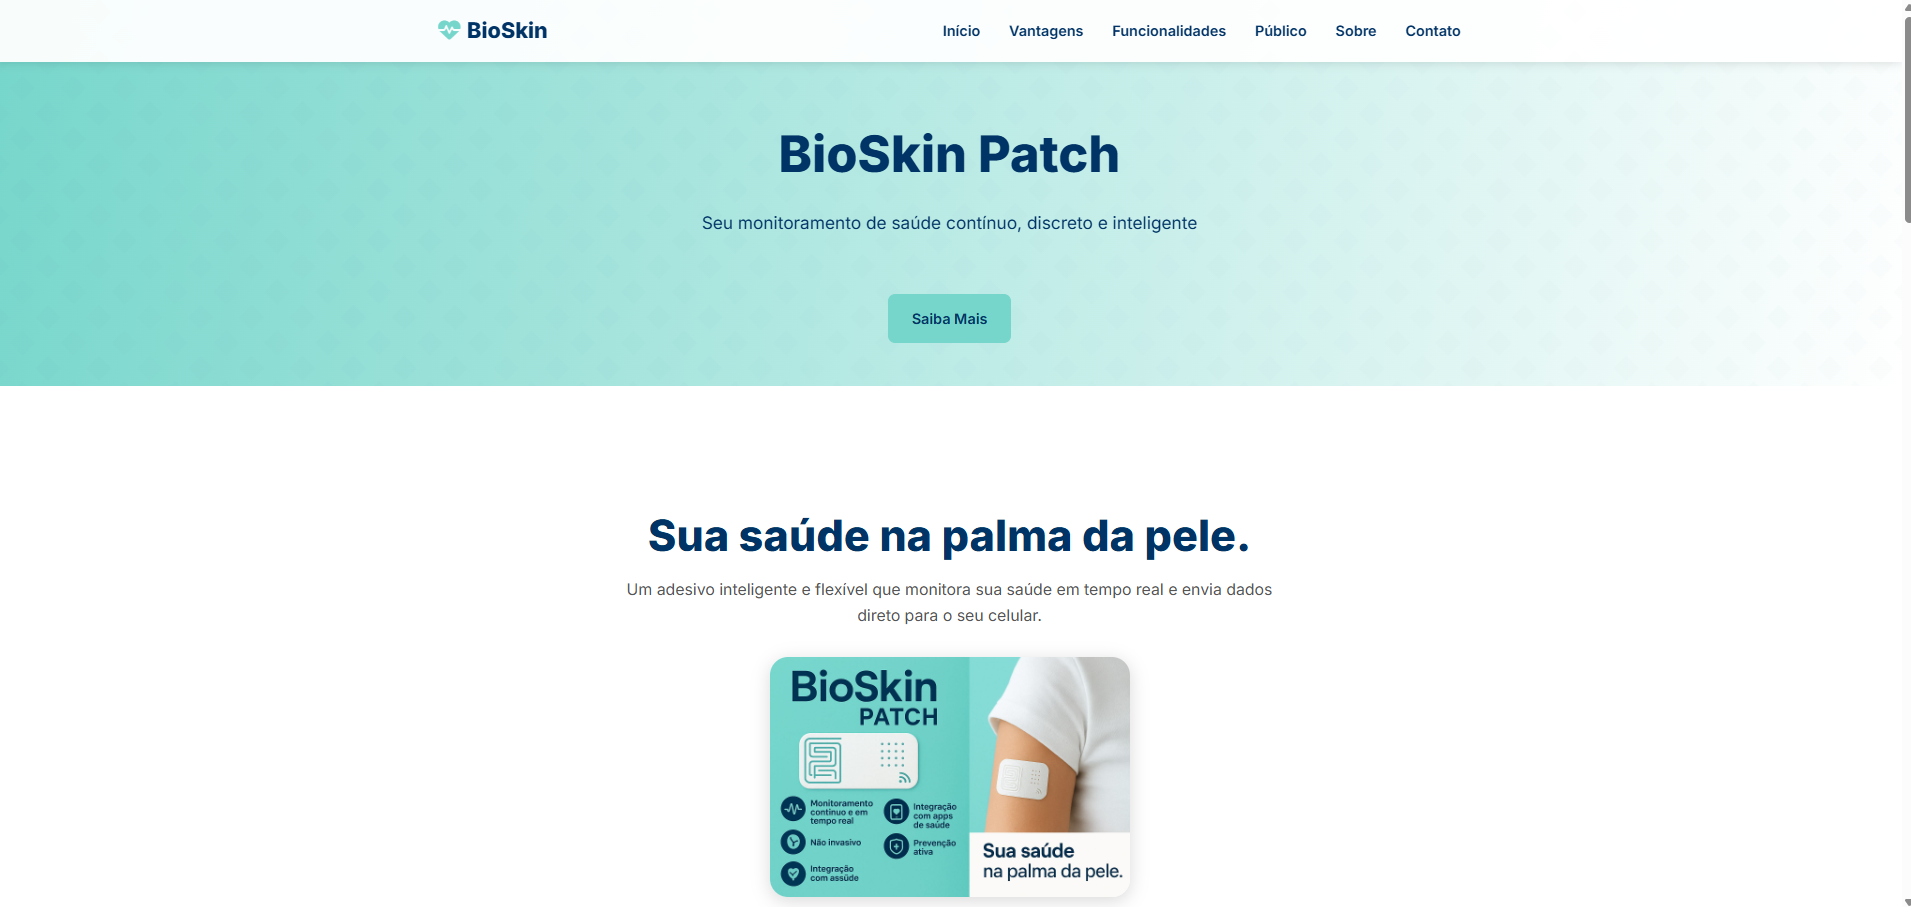 BioSkin
Início Vantagens Funcionalidades Público Sobre Contato
BioSkin Patch
Seu monitoramento de saúde contínuo, discreto e inteligente
Saiba Mais
Sua saúde na palma da pele.
Um adesivo inteligente e flexível que monitora sua saúde em tempo real e envia dados
direto para o seu celular.
BioSkin
PATCH
Monitoramento
contínuo e em
tempo real
Não invasivo
Integração
com assúde
Integração
com apps
de saúde
Prevenção
ativa
Sua saúde
na palma da pele.